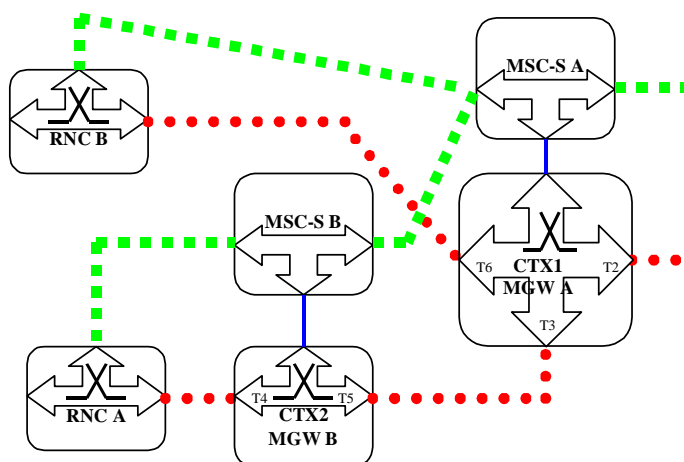 MSC-S A
RNC B
MSC-S B
T6
CTX1
T2
MGW A
T3
RNC A
T4
CTX2
T5
MGW B